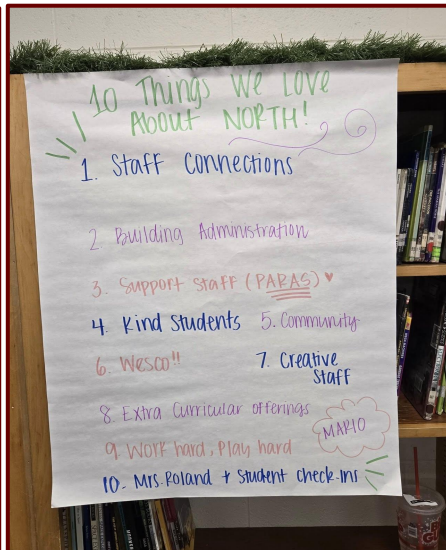 10 Things We Love
About NORTH!
1. Staff Connections
2. Building Administration
3. Support Staff (PARAS) ♥
4. Kind Students 5. Community
6. Wesco!! 7. Creative
Staff
8. Extra Curricular offerings
MARIO
9. Work hard, Play hard
10. Mrs. Roland + Student Check-Ins